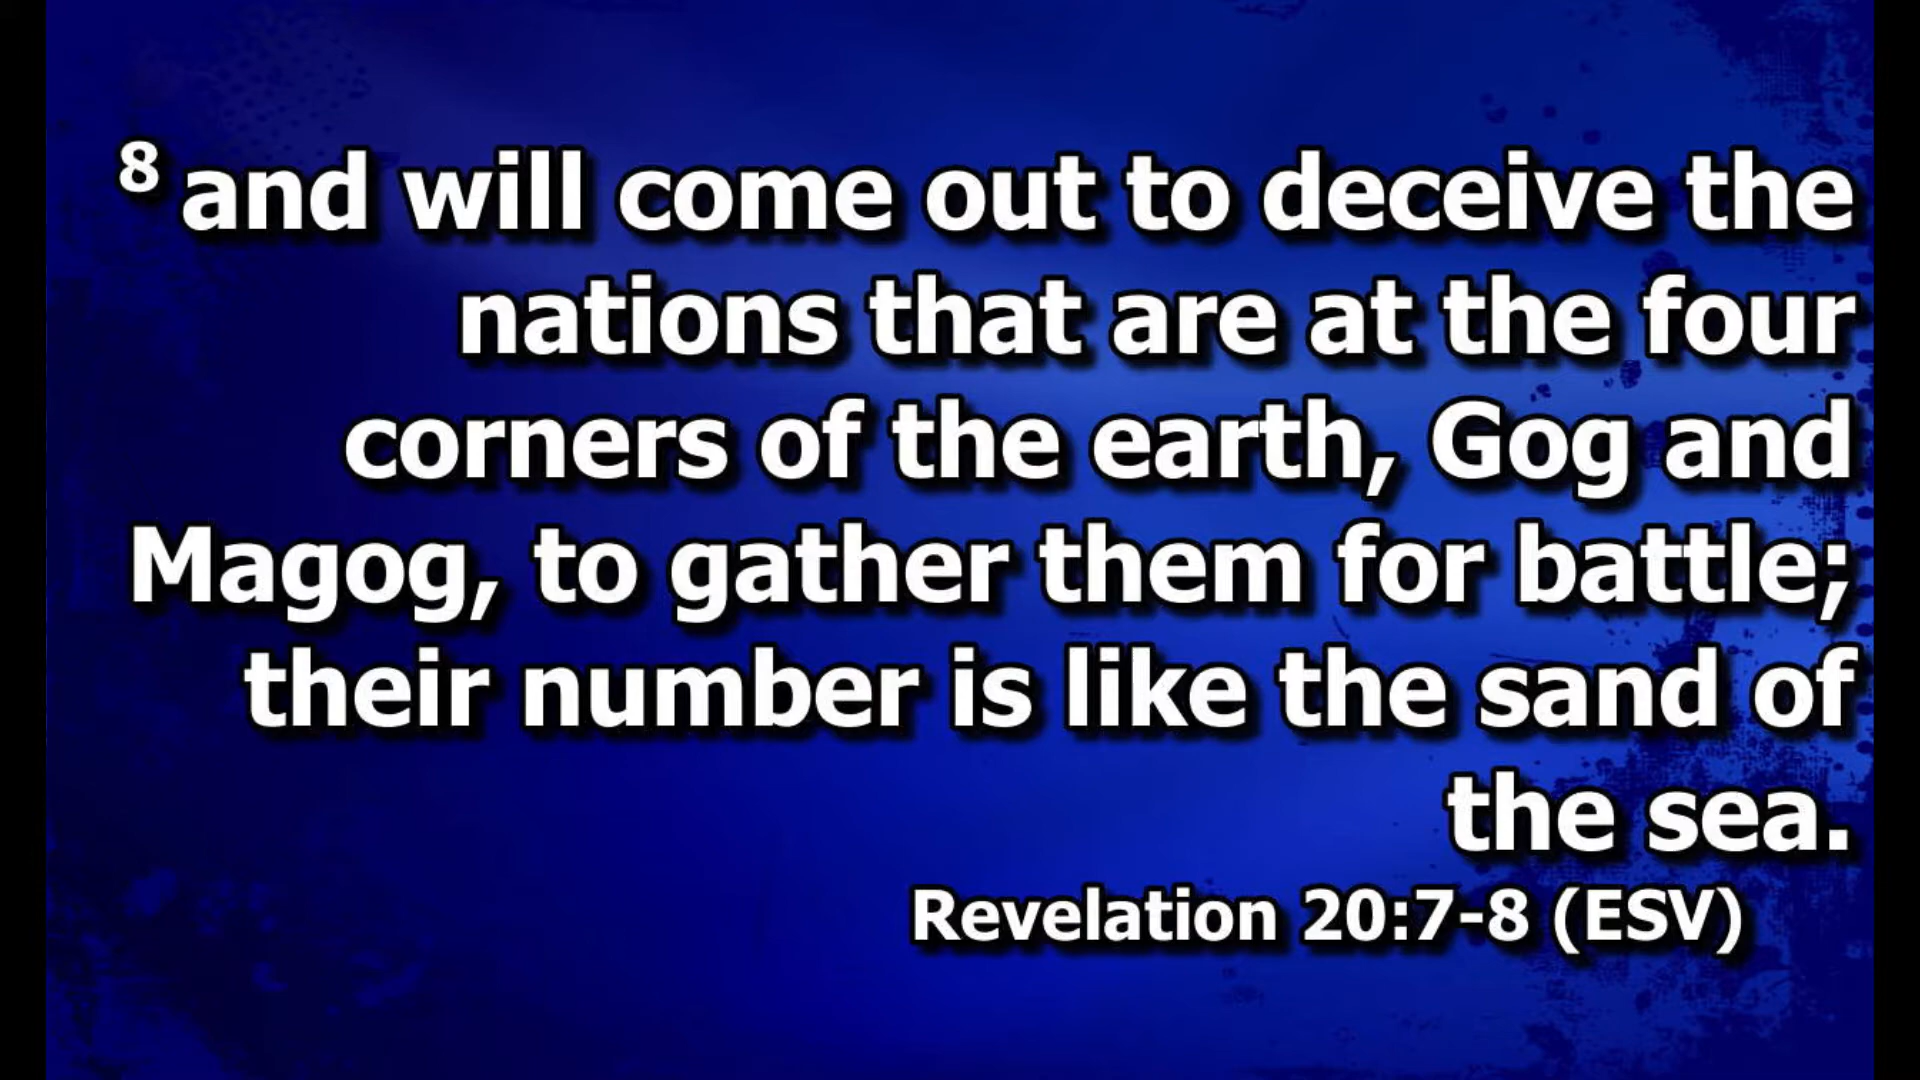 8 and will come out to deceive the
nations that are at the four
corners of the earth, Gog and
Magog, to gather them for battle;
their number is like the sand of
the sea.
Revelation 20:7-8 (ESV)